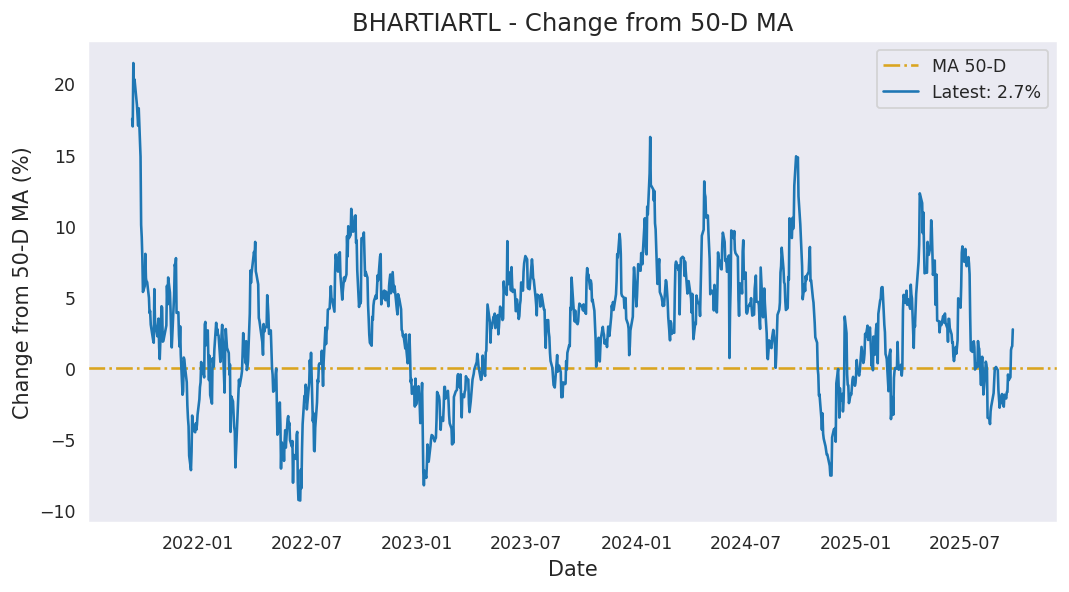 BHARTIARTL - Change from 50-D MA
MA 50-D
Latest: 2.7%
Change from 50-D MA (%)
20
15
10
5
0
−5
−10
2022-01 2022-07 2023-01 2023-07 2024-01 2024-07 2025-01 2025-07
Date